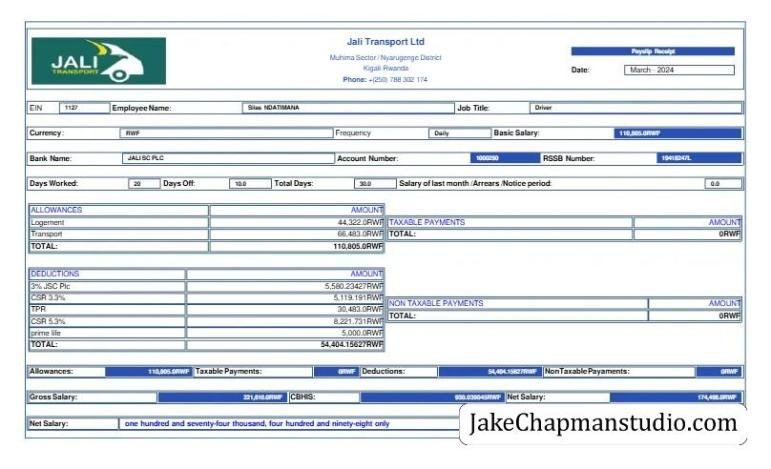 JALI
TRANSPORT
Jali Transport Ltd
Muhima Sector / Nyarugenge District
Kigali Rwanda
Phone: +(250) 788 302 174
Payslip Receipt
Date: March - 2024
EIN 1127 Employee Name: Silas NDATIMANA Job Title: Driver
Currency: RWF Frequency Daily Basic Salary: 110,805.0RWF
Bank Name: JALI SC PLC Account Number: 1000250 RSSB Number: 19418247L
Days Worked: 20 Days Off: 10.0 Total Days: 30.0 Salary of last month /Arrears /Notice period: 0.0
ALLOWANCES AMOUNT
Logement 44,322.0RWF
Transport 66,483.0RWF
TOTAL: 110,805.0RWF
TAXABLE PAYMENTS AMOUNT
TOTAL: 0RWF
DEDUCTIONS AMOUNT
3% JSC Plc 5,580.23427RWF
CSR 3.3% 5,119.191RWF
TPR 30,483.0RWF
CSR 5.3% 8,221.731RWF
prime life 5,000.0RWF
TOTAL: 54,404.15627RWF
NON TAXABLE PAYMENTS AMOUNT
TOTAL: 0RWF
Allowances: 110,805.0RWF Taxable Payments: 0RWF Deductions: 54,404.15627RWF NonTaxable Payaments: 0RWF
Gross Salary: 221,610.0RWF CBHIS: 930.039045RWF Net Salary: 174,498.0RWF
Net Salary: one hundred and seventy-four thousand, four hundred and ninety-eight only
JakeChapmanstudio.com